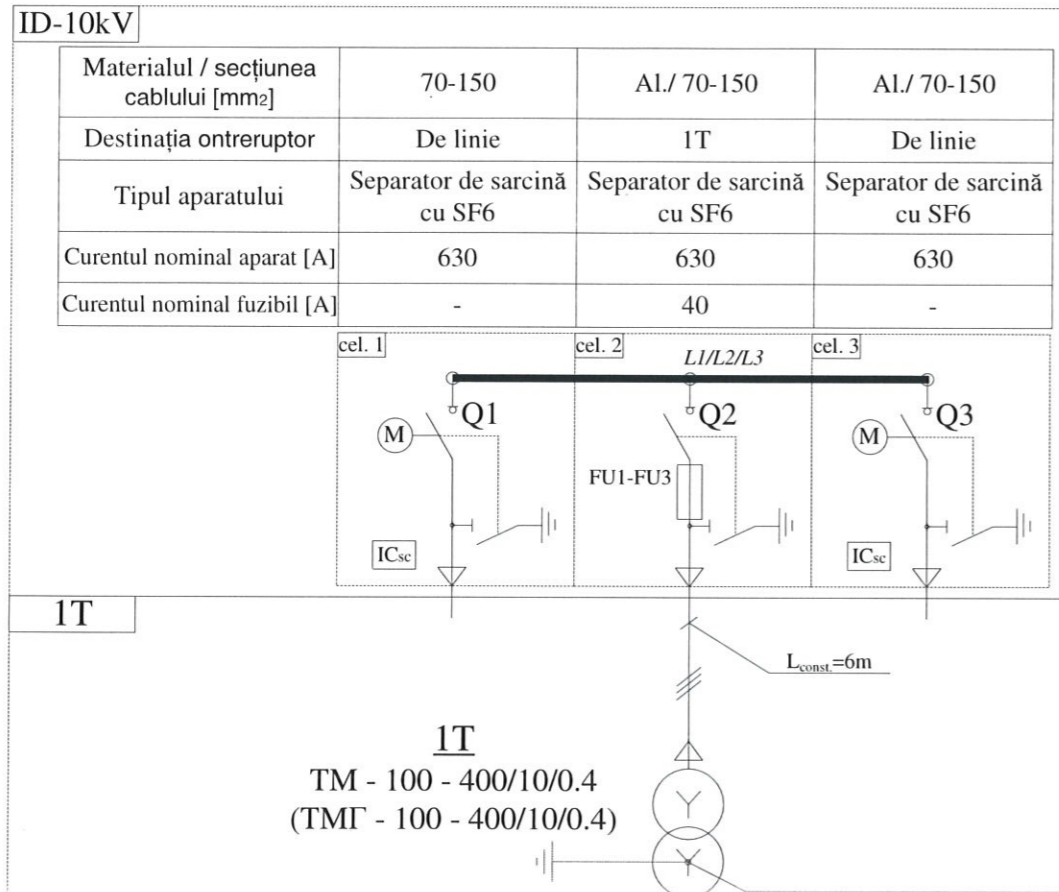 ID-10kV
Materialul / secțiunea
cablului [mm2]
70-150
Al./ 70-150
Al./ 70-150
Destinația ontreruptor
De linie
1T
De linie
Tipul aparatului
Separator de sarcină
cu SF6
Separator de sarcină
cu SF6
Separator de sarcină
cu SF6
Curentul nominal aparat [A]
630
630
630
Curentul nominal fuzibil [A]
-
40
-
cel. 1
cel. 2
L1/L2/L3
cel. 3
Q1
Q2
Q3
M
M
FU1-FU3
ICsc
ICsc
1T
Lconst.=6m
1T
TM - 100 - 400/10/0.4
(ТМГ - 100 - 400/10/0.4)
Y
Y